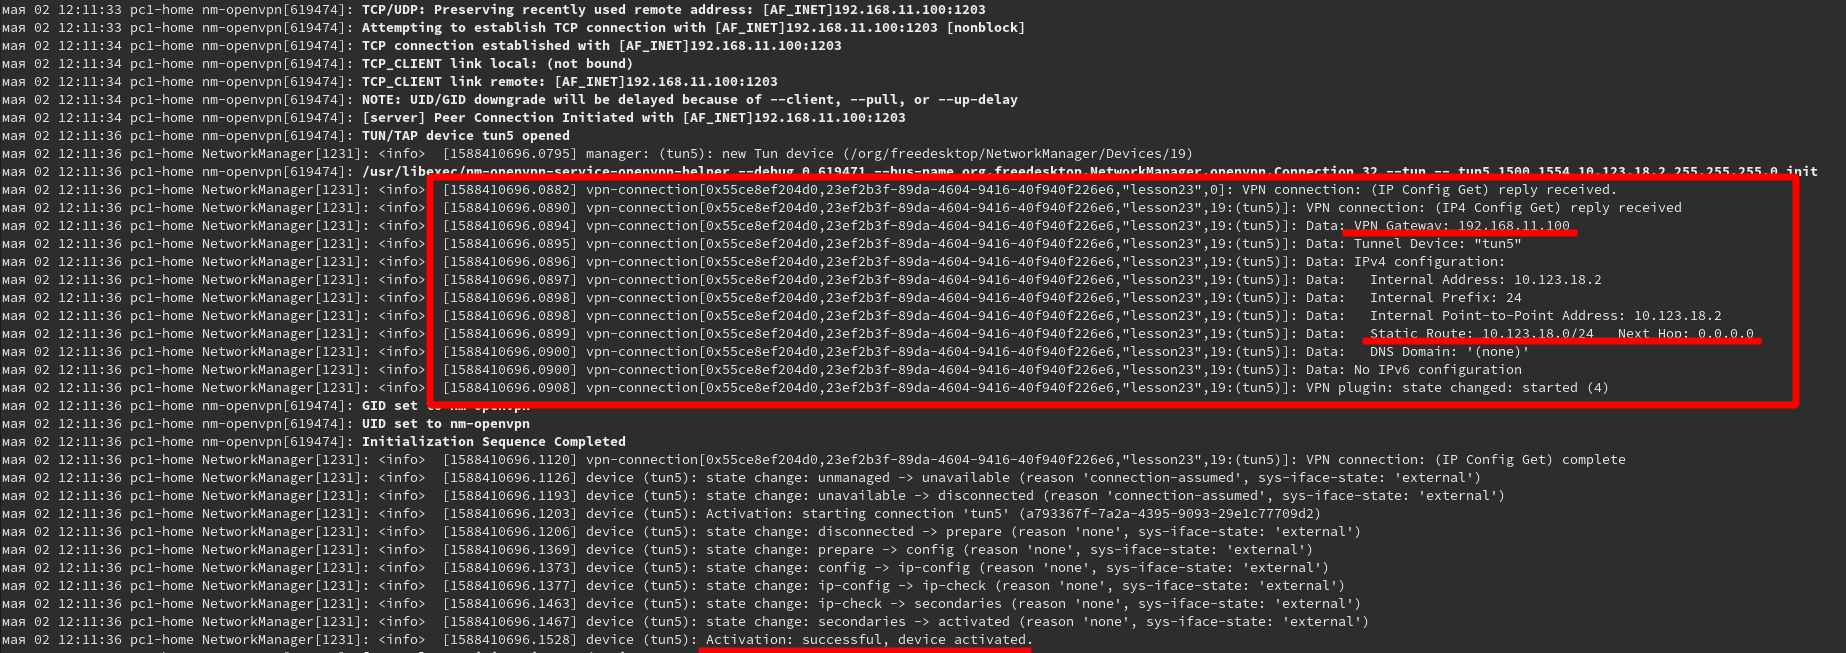 мая 02 12:11:33 pc1-home nm-openvpn[619474]: TCP/UDP: Preserving recently used remote address: [AF_INET]192.168.11.100:1203
мая 02 12:11:33 pc1-home nm-openvpn[619474]: Attempting to establish TCP connection with [AF_INET]192.168.11.100:1203 [nonblock]
мая 02 12:11:34 pc1-home nm-openvpn[619474]: TCP connection established with [AF_INET]192.168.11.100:1203
мая 02 12:11:34 pc1-home nm-openvpn[619474]: TCP_CLIENT link local: (not bound)
мая 02 12:11:34 pc1-home nm-openvpn[619474]: TCP_CLIENT link remote: [AF_INET]192.168.11.100:1203
мая 02 12:11:34 pc1-home nm-openvpn[619474]: NOTE: UID/GID downgrade will be delayed because of --client, --pull, or --up-delay
мая 02 12:11:34 pc1-home nm-openvpn[619474]: [server] Peer Connection Initiated with [AF_INET]192.168.11.100:1203
мая 02 12:11:36 pc1-home nm-openvpn[619474]: TUN/TAP device tun5 opened
мая 02 12:11:36 pc1-home NetworkManager[1231]: <info>  [1588410696.0795] manager: (tun5): new Tun device (/org/freedesktop/NetworkManager/Devices/19)
мая 02 12:11:36 pc1-home nm-openvpn[619474]: /usr/libexec/nm-openvpn-service-openvpn-helper --debug 0 619471 --bus-name org.freedesktop.NetworkManager.openvpn.Connection_32 --tun -- tun5 1500 1554 10.123.18.2 255.255.255.0 init
мая 02 12:11:36 pc1-home NetworkManager[1231]: <info>  [1588410696.0882] vpn-connection[0x55ce8ef204d0,23ef2b3f-89da-4604-9416-40f940f226e6,"lesson23",0]: VPN connection: (IP Config Get) reply received.
мая 02 12:11:36 pc1-home NetworkManager[1231]: <info>  [1588410696.0890] vpn-connection[0x55ce8ef204d0,23ef2b3f-89da-4604-9416-40f940f226e6,"lesson23",19:(tun5)]: VPN connection: (IP4 Config Get) reply received
мая 02 12:11:36 pc1-home NetworkManager[1231]: <info>  [1588410696.0894] vpn-connection[0x55ce8ef204d0,23ef2b3f-89da-4604-9416-40f940f226e6,"lesson23",19:(tun5)]: Data: VPN Gateway: 192.168.11.100
мая 02 12:11:36 pc1-home NetworkManager[1231]: <info>  [1588410696.0895] vpn-connection[0x55ce8ef204d0,23ef2b3f-89da-4604-9416-40f940f226e6,"lesson23",19:(tun5)]: Data: Tunnel Device: "tun5"
мая 02 12:11:36 pc1-home NetworkManager[1231]: <info>  [1588410696.0896] vpn-connection[0x55ce8ef204d0,23ef2b3f-89da-4604-9416-40f940f226e6,"lesson23",19:(tun5)]: Data: IPv4 configuration:
мая 02 12:11:36 pc1-home NetworkManager[1231]: <info>  [1588410696.0897] vpn-connection[0x55ce8ef204d0,23ef2b3f-89da-4604-9416-40f940f226e6,"lesson23",19:(tun5)]: Data:   Internal Address: 10.123.18.2
мая 02 12:11:36 pc1-home NetworkManager[1231]: <info>  [1588410696.0898] vpn-connection[0x55ce8ef204d0,23ef2b3f-89da-4604-9416-40f940f226e6,"lesson23",19:(tun5)]: Data:   Internal Prefix: 24
мая 02 12:11:36 pc1-home NetworkManager[1231]: <info>  [1588410696.0898] vpn-connection[0x55ce8ef204d0,23ef2b3f-89da-4604-9416-40f940f226e6,"lesson23",19:(tun5)]: Data:   Internal Point-to-Point Address: 10.123.18.2
мая 02 12:11:36 pc1-home NetworkManager[1231]: <info>  [1588410696.0899] vpn-connection[0x55ce8ef204d0,23ef2b3f-89da-4604-9416-40f940f226e6,"lesson23",19:(tun5)]: Data:   Static Route: 10.123.18.0/24   Next Hop: 0.0.0.0
мая 02 12:11:36 pc1-home NetworkManager[1231]: <info>  [1588410696.0900] vpn-connection[0x55ce8ef204d0,23ef2b3f-89da-4604-9416-40f940f226e6,"lesson23",19:(tun5)]: Data:   DNS Domain: '(none)'
мая 02 12:11:36 pc1-home NetworkManager[1231]: <info>  [1588410696.0900] vpn-connection[0x55ce8ef204d0,23ef2b3f-89da-4604-9416-40f940f226e6,"lesson23",19:(tun5)]: Data: No IPv6 configuration
мая 02 12:11:36 pc1-home NetworkManager[1231]: <info>  [1588410696.0908] vpn-connection[0x55ce8ef204d0,23ef2b3f-89da-4604-9416-40f940f226e6,"lesson23",19:(tun5)]: VPN plugin: state changed: started (4)
мая 02 12:11:36 pc1-home nm-openvpn[619474]: GID set to nm-openvpn
мая 02 12:11:36 pc1-home nm-openvpn[619474]: UID set to nm-openvpn
мая 02 12:11:36 pc1-home nm-openvpn[619474]: Initialization Sequence Completed
мая 02 12:11:36 pc1-home NetworkManager[1231]: <info>  [1588410696.1120] vpn-connection[0x55ce8ef204d0,23ef2b3f-89da-4604-9416-40f940f226e6,"lesson23",19:(tun5)]: VPN connection: (IP Config Get) complete
мая 02 12:11:36 pc1-home NetworkManager[1231]: <info>  [1588410696.1126] device (tun5): state change: unmanaged -> unavailable (reason 'connection-assumed', sys-iface-state: 'external')
мая 02 12:11:36 pc1-home NetworkManager[1231]: <info>  [1588410696.1193] device (tun5): state change: unavailable -> disconnected (reason 'connection-assumed', sys-iface-state: 'external')
мая 02 12:11:36 pc1-home NetworkManager[1231]: <info>  [1588410696.1203] device (tun5): Activation: starting connection 'tun5' (a793367f-7a2a-4395-9093-29e1c77709d2)
мая 02 12:11:36 pc1-home NetworkManager[1231]: <info>  [1588410696.1206] device (tun5): state change: disconnected -> prepare (reason 'none', sys-iface-state: 'external')
мая 02 12:11:36 pc1-home NetworkManager[1231]: <info>  [1588410696.1369] device (tun5): state change: prepare -> config (reason 'none', sys-iface-state: 'external')
мая 02 12:11:36 pc1-home NetworkManager[1231]: <info>  [1588410696.1373] device (tun5): state change: config -> ip-config (reason 'none', sys-iface-state: 'external')
мая 02 12:11:36 pc1-home NetworkManager[1231]: <info>  [1588410696.1377] device (tun5): state change: ip-config -> ip-check (reason 'none', sys-iface-state: 'external')
мая 02 12:11:36 pc1-home NetworkManager[1231]: <info>  [1588410696.1463] device (tun5): state change: ip-check -> secondaries (reason 'none', sys-iface-state: 'external')
мая 02 12:11:36 pc1-home NetworkManager[1231]: <info>  [1588410696.1467] device (tun5): state change: secondaries -> activated (reason 'none', sys-iface-state: 'external')
мая 02 12:11:36 pc1-home NetworkManager[1231]: <info>  [1588410696.1528] device (tun5): Activation: successful, device activated.